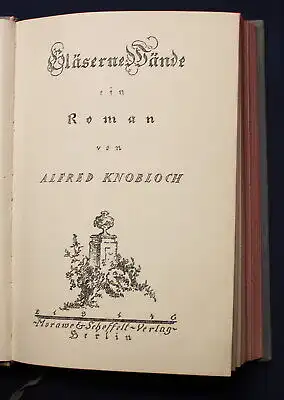 Gläserne Wände
ein
Roman
von
ALFRED KNOBLOCH
Morawe & Scheffelt-Verlag
Berlin